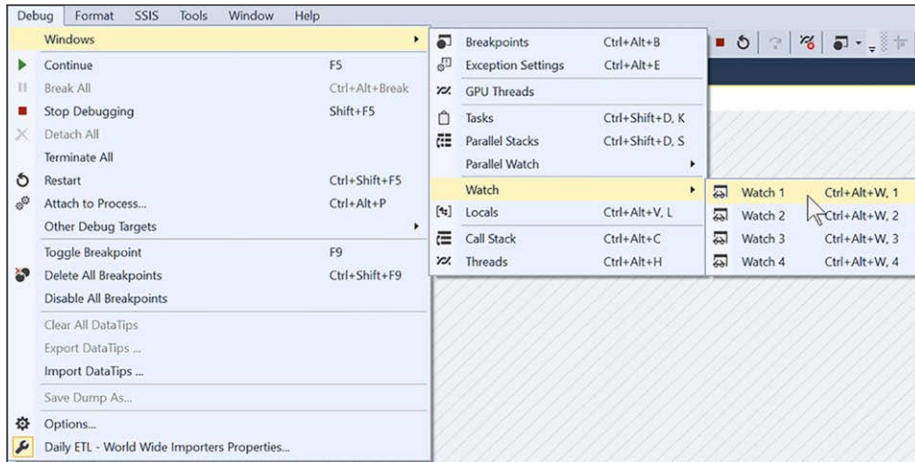 Debug Format SSIS Tools Window Help
Windows
Continue F5
Break All Ctrl+Alt+Break
Stop Debugging Shift+F5
Detach All
Terminate All
Restart Ctrl+Shift+F5
Attach to Process... Ctrl+Alt+P
Other Debug Targets
Toggle Breakpoint F9
Delete All Breakpoints Ctrl+Shift+F9
Disable All Breakpoints
Clear All DataTips
Export DataTips ...
Import DataTips ...
Save Dump As...
Options...
Daily ETL - World Wide Importers Properties...
Breakpoints Ctrl+Alt+B
Exception Settings Ctrl+Alt+E
GPU Threads
Tasks Ctrl+Shift+D, K
Parallel Stacks Ctrl+Shift+D, S
Parallel Watch
Watch
Locals Ctrl+Alt+V, L
Call Stack Ctrl+Alt+C
Threads Ctrl+Alt+H
Watch 1 Ctrl+Alt+W, 1
Watch 2 Ctrl+Alt+W, 2
Watch 3 Ctrl+Alt+W, 3
Watch 4 Ctrl+Alt+W, 4